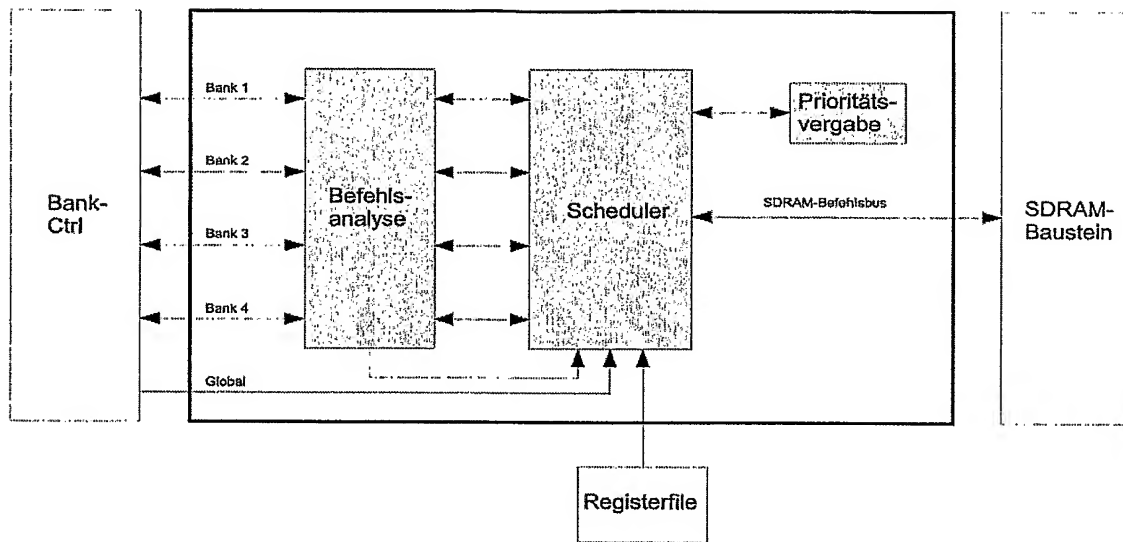 Bank 1
Prioritäts-
vergabe
Bank 2
Befehls-
analyse
Scheduler
SDRAM-Befehlsbus
Bank-
Ctrl
SDRAM-
Baustein
Bank 3
Bank 4
Global
Registerfile